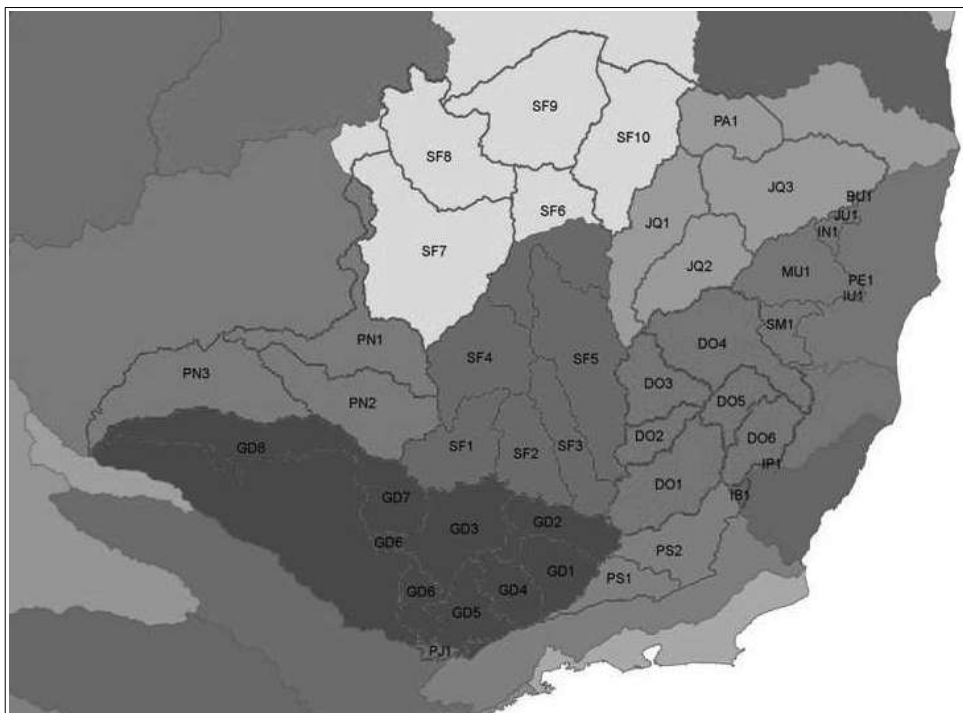 SF9
PA1
SF10
SF8
JQ3
BU1
SF6
JU1
JQ1
IN1
SF7
JQ2
MU1
PE1
IU1
SM1
PN1
DO4
SF4
SF5
PN3
DO3
PN2
DO5
DO2
DO6
SF1
SF3
GD8
SF2
IP1
DO1
IB1
GD7
GD3
GD2
GD6
PS2
GD1
PS1
GD6
GD4
GD5
PJ1